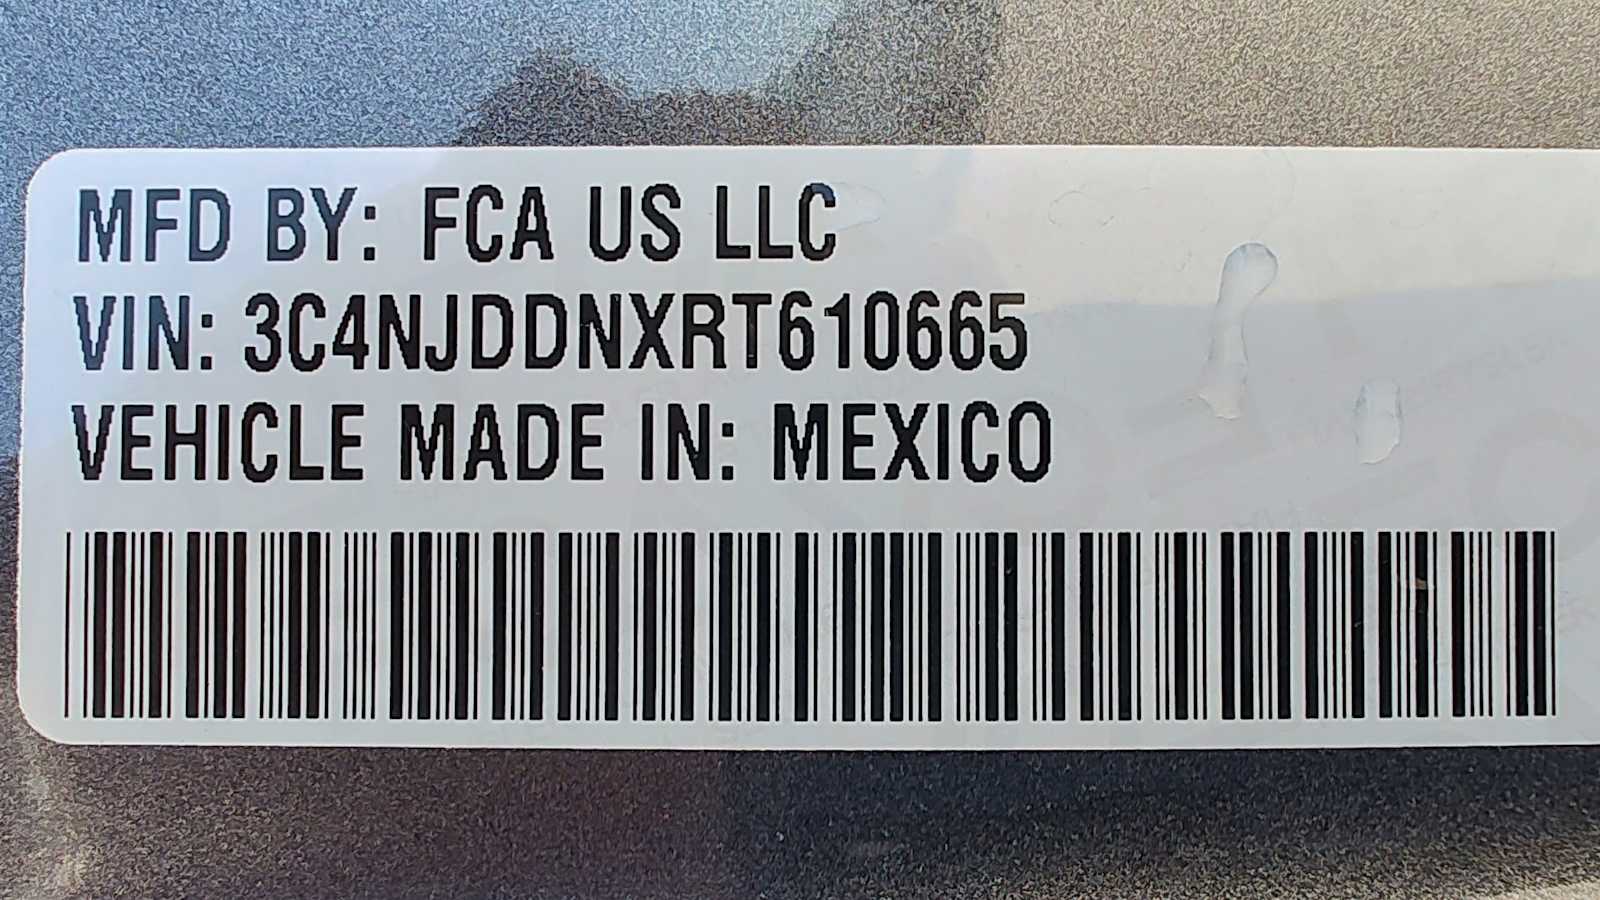 MFD BY: FCA US LLC
VIN: 3C4NJDDNXRT610665
VEHICLE MADE IN: MEXICO